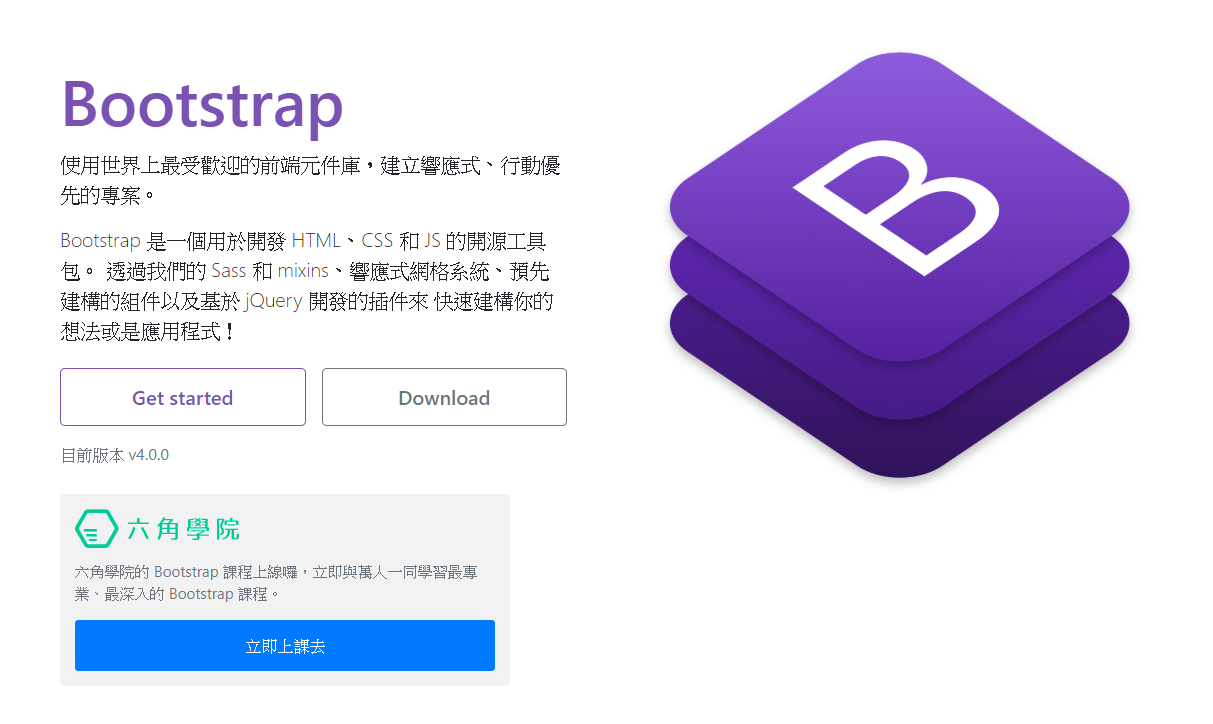 Bootstrap
使用世界上最受歡迎的前端元件庫，建立響應式、行動優
先的專案。
Bootstrap 是一個用於開發 HTML、CSS 和 JS 的開源工具
包。 透過我們的 Sass 和 mixins、響應式網格系統、預先
建構的組件以及基於 jQuery 開發的插件來 快速建構你的
想法或是應用程式！
Get started
Download
目前版本 v4.0.0
六角學院
六角學院的 Bootstrap 課程上線囉，立即與萬人一同學習最專
業、最深入的 Bootstrap 課程。
立即上課去
B